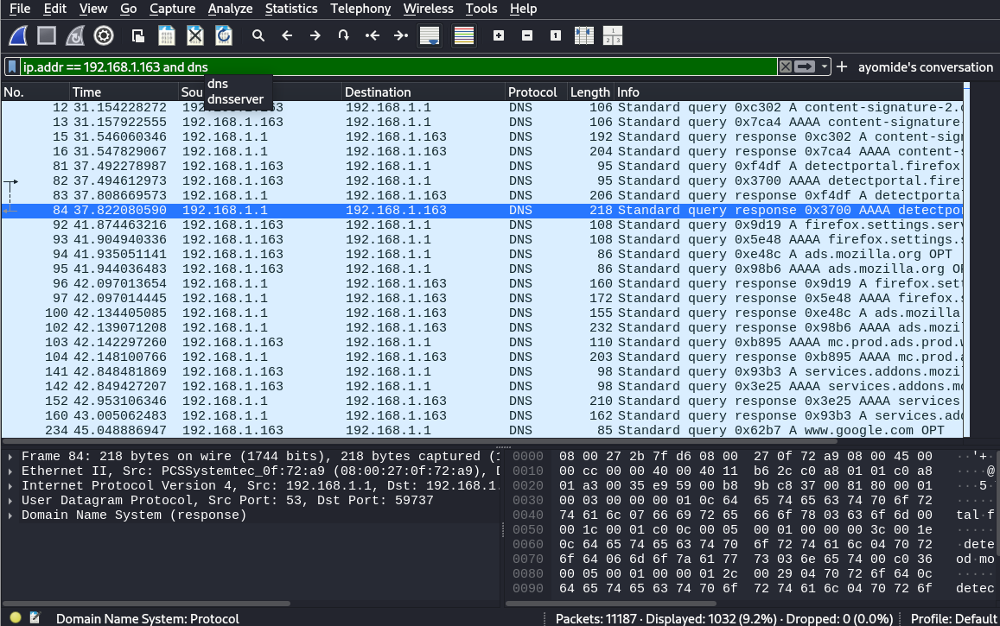 File Edit View Go Capture Analyze Statistics Telephony Wireless Tools Help
ip.addr == 192.168.1.163 and dns
ayomide's conversation
dns
dnsserver
No. Time Sou Destination Protocol Length Info
12 31.154228272 192.168.1.163 192.168.1.1 DNS 106 Standard query 0xc302 A content-signature-2.
13 31.157922555 192.168.1.163 192.168.1.1 DNS 106 Standard query 0x7ca4 AAAA content-signature-
15 31.546060346 192.168.1.1 192.168.1.163 DNS 192 Standard query response 0xc302 A content-sign
16 31.547829067 192.168.1.1 192.168.1.163 DNS 204 Standard query response 0x7ca4 AAAA content-s
81 37.492278987 192.168.1.163 192.168.1.1 DNS 95 Standard query 0xf4df A detectportal.firefox
82 37.494612973 192.168.1.163 192.168.1.1 DNS 95 Standard query 0x3700 AAAA detectportal.firef
83 37.808669573 192.168.1.1 192.168.1.163 DNS 206 Standard query response 0xf4df A detectporta
84 37.822080590 192.168.1.1 192.168.1.163 DNS 218 Standard query response 0x3700 AAAA detectpor
92 41.874463216 192.168.1.163 192.168.1.1 DNS 108 Standard query 0x9d19 A firefox.settings.serv
93 41.904940336 192.168.1.163 192.168.1.1 DNS 108 Standard query 0x5e48 AAAA firefox.settings.s
94 41.935051141 192.168.1.163 192.168.1.1 DNS 86 Standard query 0xe48c A ads.mozilla.org OPT
95 41.944036483 192.168.1.163 192.168.1.1 DNS 86 Standard query 0x98b6 AAAA ads.mozilla.org OP
96 42.097013654 192.168.1.1 192.168.1.163 DNS 160 Standard query response 0x9d19 A firefox.sett
97 42.097014445 192.168.1.1 192.168.1.163 DNS 172 Standard query response 0x5e48 AAAA firefox.s
100 42.134405085 192.168.1.1 192.168.1.163 DNS 155 Standard query response 0xe48c A ads.mozilla
102 42.139071208 192.168.1.1 192.168.1.163 DNS 232 Standard query response 0x98b6 AAAA ads.mozi
103 42.142297260 192.168.1.163 192.168.1.1 DNS 110 Standard query 0xb895 AAAA mc.prod.ads.prod.w
104 42.148100766 192.168.1.1 192.168.1.163 DNS 203 Standard query response 0xb895 AAAA mc.prod.a
141 42.848481869 192.168.1.163 192.168.1.1 DNS 98 Standard query 0x93b3 A services.addons.mozi
142 42.849427207 192.168.1.163 192.168.1.1 DNS 98 Standard query 0x3e25 AAAA services.addons.mo
152 42.953106346 192.168.1.1 192.168.1.163 DNS 210 Standard query response 0x3e25 AAAA services
160 43.005062483 192.168.1.1 192.168.1.163 DNS 162 Standard query response 0x93b3 A services.add
234 45.048886947 192.168.1.163 192.168.1.1 DNS 85 Standard query 0x62b7 A www.google.com OPT
Frame 84: 218 bytes on wire (1744 bits), 218 bytes captured (1
Ethernet II, Src: PCSSystemtec_0f:72:a9 (08:00:27:0f:72:a9), D
Internet Protocol Version 4, Src: 192.168.1.1, Dst: 192.168.1.
User Datagram Protocol, Src Port: 53, Dst Port: 59737
Domain Name System (response)
0000 08 00 27 2b 7f d6 08 00 27 0f 72 a9 08 00 45 00 ··'+
0010 00 cc 00 00 40 00 40 11 b6 2c c0 a8 01 01 c0 a8 ····@
0020 01 a3 00 35 e9 59 00 b8 9b c8 37 00 81 80 00 01 ···5·
0030 00 03 00 00 00 01 0c 64 65 74 65 63 74 70 6f 72 ·····
0040 74 61 6c 07 66 69 72 65 66 6f 78 03 63 6f 6d 00 tal·f
0050 00 1c 00 01 c0 0c 00 05 00 01 00 00 00 3c 00 1e ·····
0060 0c 64 65 74 65 63 74 70 6f 72 74 61 6c 04 70 72 ·dete
0070 6f 64 06 6d 6f 7a 61 77 73 03 6e 65 74 00 c0 36 od·mo
0080 00 05 00 01 00 00 01 2c 00 29 04 70 72 6f 64 0c ·····
0090 64 65 74 65 63 74 70 6f 72 74 61 6c 04 70 72 6f detec
Domain Name System: Protocol
Packets: 11187 · Displayed: 1032 (9.2%) · Dropped: 0 (0.0%)
Profile: Default